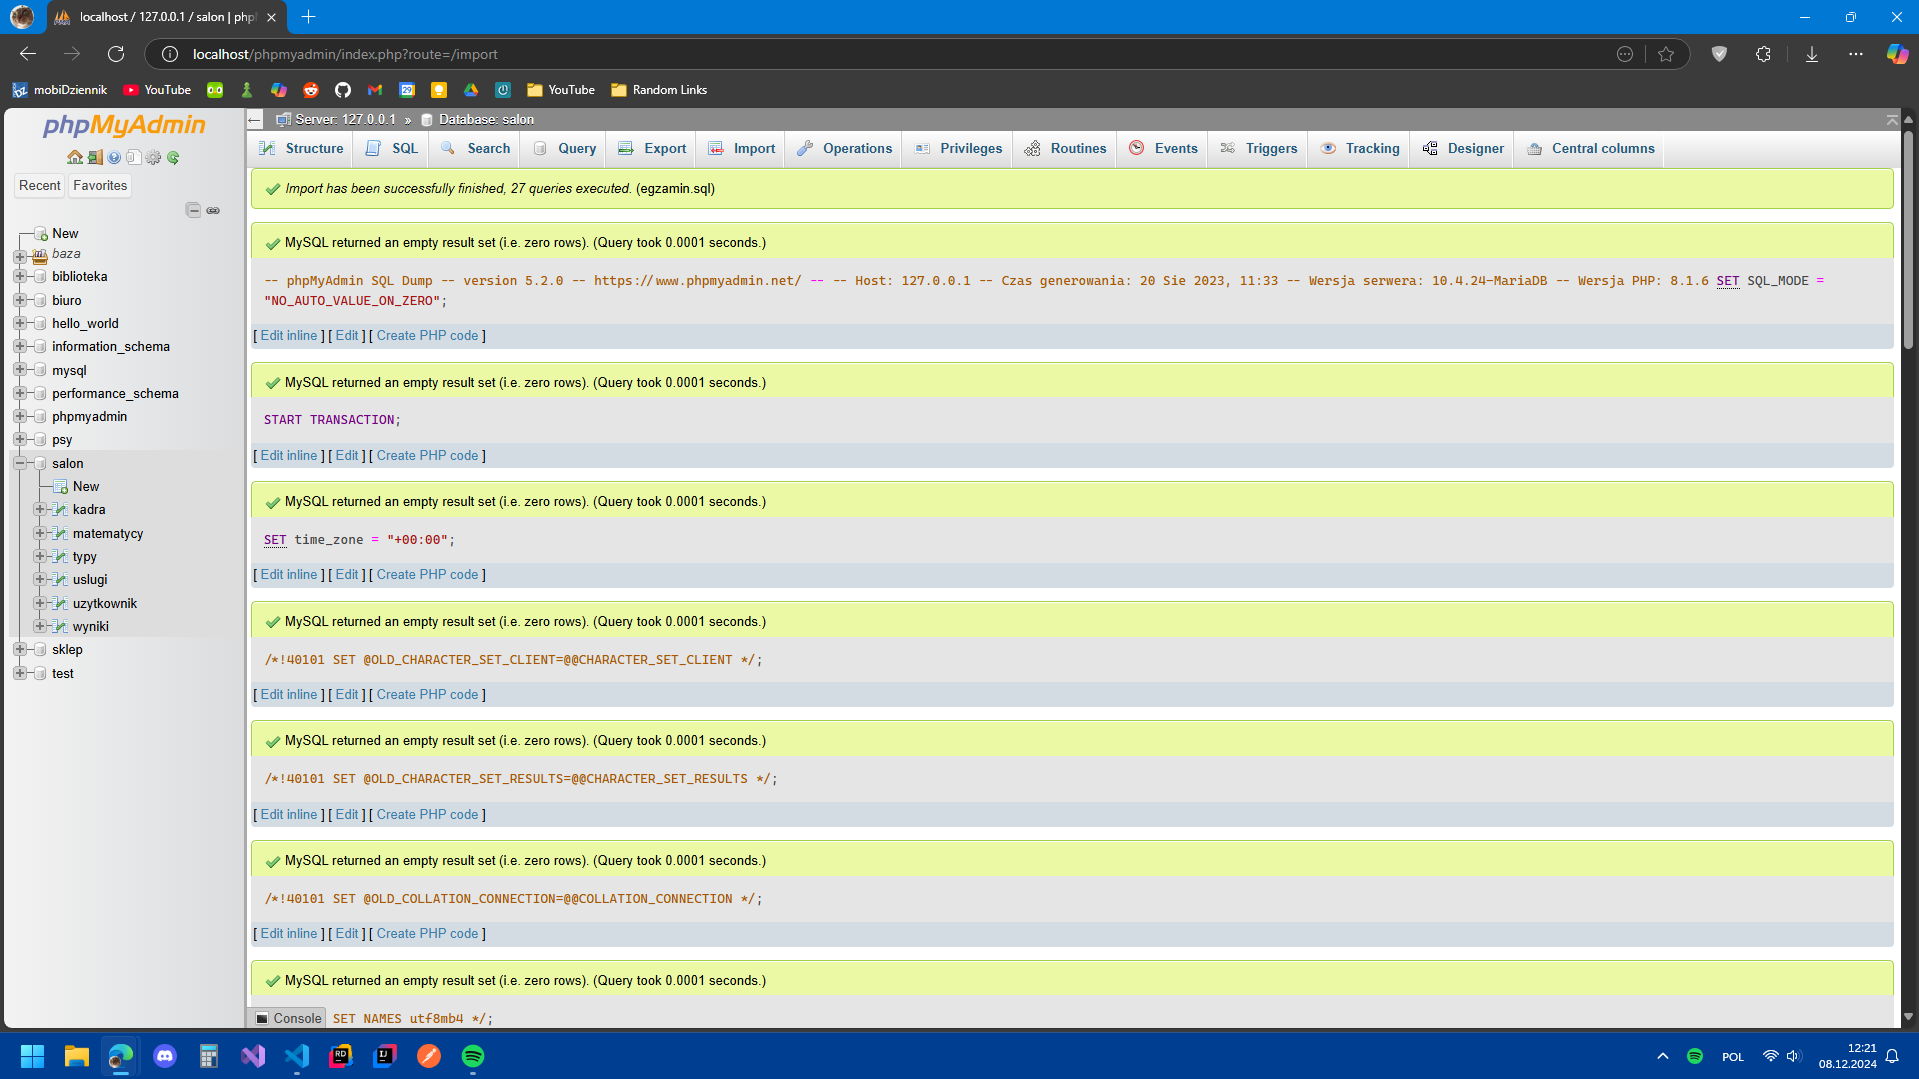 localhost / 127.0.0.1 / salon | phpM
localhost/phpmyadmin/index.php?route=/import
mobiDziennik
YouTube
YouTube
Random Links
phpMyAdmin
Recent
Favorites
New
baza
biblioteka
biuro
hello_world
information_schema
mysql
performance_schema
phpmyadmin
psy
salon
New
kadra
matematycy
typy
uslugi
uzytkownik
wyniki
sklep
test
Server: 127.0.0.1 » Database: salon
Structure
SQL
Search
Query
Export
Import
Operations
Privileges
Routines
Events
Triggers
Tracking
Designer
Central columns
Import has been successfully finished, 27 queries executed. (egzamin.sql)
MySQL returned an empty result set (i.e. zero rows). (Query took 0.0001 seconds.)
-- phpMyAdmin SQL Dump -- version 5.2.0 -- https://www.phpmyadmin.net/ -- -- Host: 127.0.0.1 -- Czas generowania: 20 Sie 2023, 11:33 -- Wersja serwera: 10.4.24-MariaDB -- Wersja PHP: 8.1.6 SET SQL_MODE =
"NO_AUTO_VALUE_ON_ZERO";
[ Edit inline ] [ Edit ] [ Create PHP code ]
MySQL returned an empty result set (i.e. zero rows). (Query took 0.0001 seconds.)
START TRANSACTION;
[ Edit inline ] [ Edit ] [ Create PHP code ]
MySQL returned an empty result set (i.e. zero rows). (Query took 0.0001 seconds.)
SET time_zone = "+00:00";
[ Edit inline ] [ Edit ] [ Create PHP code ]
MySQL returned an empty result set (i.e. zero rows). (Query took 0.0001 seconds.)
/*!40101 SET @OLD_CHARACTER_SET_CLIENT=@@CHARACTER_SET_CLIENT */;
[ Edit inline ] [ Edit ] [ Create PHP code ]
MySQL returned an empty result set (i.e. zero rows). (Query took 0.0001 seconds.)
/*!40101 SET @OLD_CHARACTER_SET_RESULTS=@@CHARACTER_SET_RESULTS */;
[ Edit inline ] [ Edit ] [ Create PHP code ]
MySQL returned an empty result set (i.e. zero rows). (Query took 0.0001 seconds.)
/*!40101 SET @OLD_COLLATION_CONNECTION=@@COLLATION_CONNECTION */;
[ Edit inline ] [ Edit ] [ Create PHP code ]
MySQL returned an empty result set (i.e. zero rows). (Query took 0.0001 seconds.)
Console
SET NAMES utf8mb4 */;
POL
12:21
08.12.2024